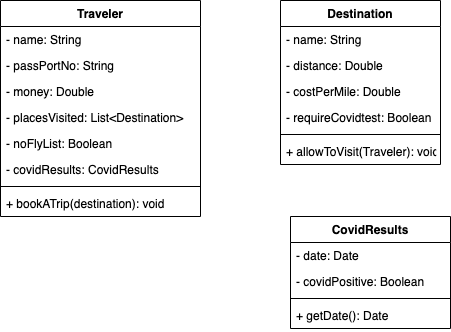 Traveler
- name: String
- passPortNo: String
- money: Double
- placesVisited: List<Destination>
- noFlyList: Boolean
- covidResults: CovidResults
+ bookATrip(destination): void
Destination
- name: String
- distance: Double
- costPerMile: Double
- requireCovidtest: Boolean
+ allowToVisit(Traveler): void
CovidResults
- date: Date
- covidPositive: Boolean
+ getDate(): Date